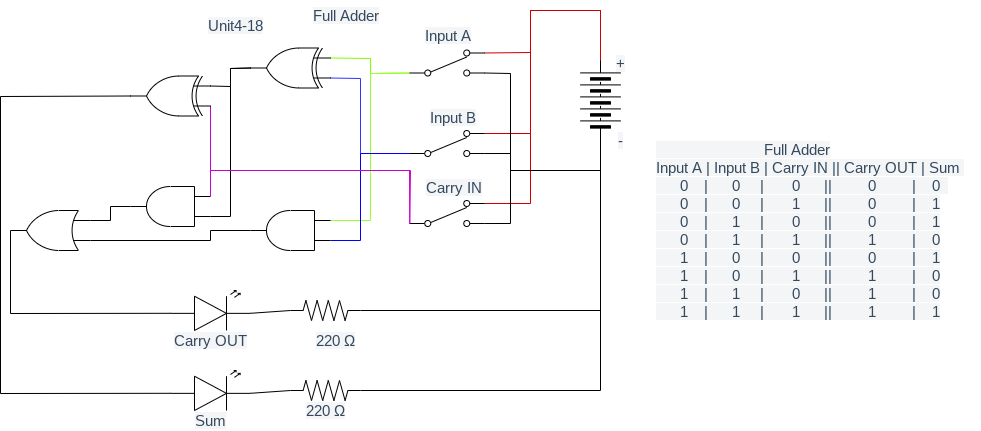 Unit4-18
Full Adder
Input A
+
-
Input B
Carry IN
Carry OUT
220 Ω
Sum
220 Ω
Full Adder
Input A | Input B | Carry IN || Carry OUT | Sum
0 | 0 | 0 || 0 | 0
0 | 0 | 1 || 0 | 1
0 | 1 | 0 || 0 | 1
0 | 1 | 1 || 1 | 0
1 | 0 | 0 || 0 | 1
1 | 0 | 1 || 1 | 0
1 | 1 | 0 || 1 | 0
1 | 1 | 1 || 1 | 1